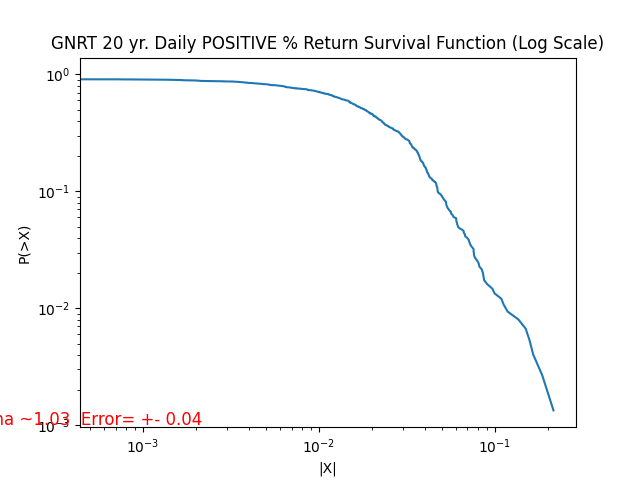 GNRT 20 yr. Daily POSITIVE % Return Survival Function (Log Scale)
10⁰
10⁻¹
10⁻²
10⁻³
P(>X)
~1.03 Error= +- 0.04
10⁻³ 10⁻² 10⁻¹
|X|